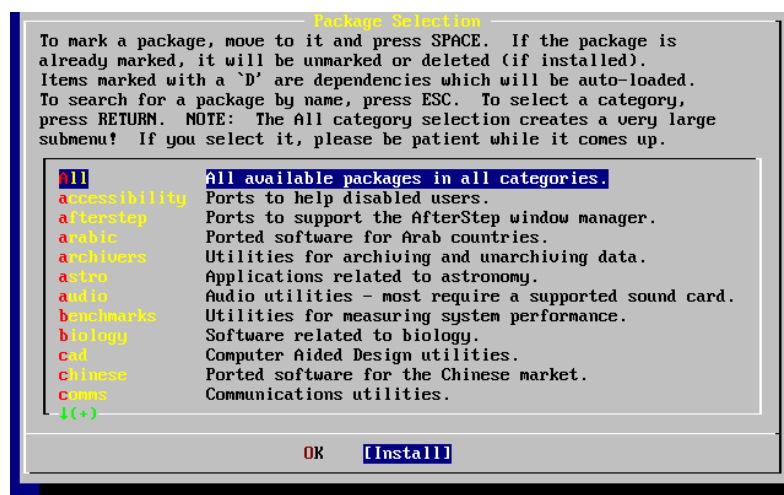 Package Selection
To mark a package, move to it and press SPACE.  If the package is
already marked, it will be unmarked or deleted (if installed).
Items marked with a `D' are dependencies which will be auto-loaded.
To search for a package by name, press ESC.  To select a category,
press RETURN.  NOTE:  The All category selection creates a very large
submenu!  If you select it, please be patient while it comes up.
All All available packages in all categories.
accessibility Ports to help disabled users.
afterstep Ports to support the AfterStep window manager.
arabic Ported software for Arab countries.
archivers Utilities for archiving and unarchiving data.
astro Applications related to astronomy.
audio Audio utilities - most require a supported sound card.
benchmarks Utilities for measuring system performance.
biology Software related to biology.
cad Computer Aided Design utilities.
chinese Ported software for the Chinese market.
comms Communications utilities.
↓(+)
OK [Install]